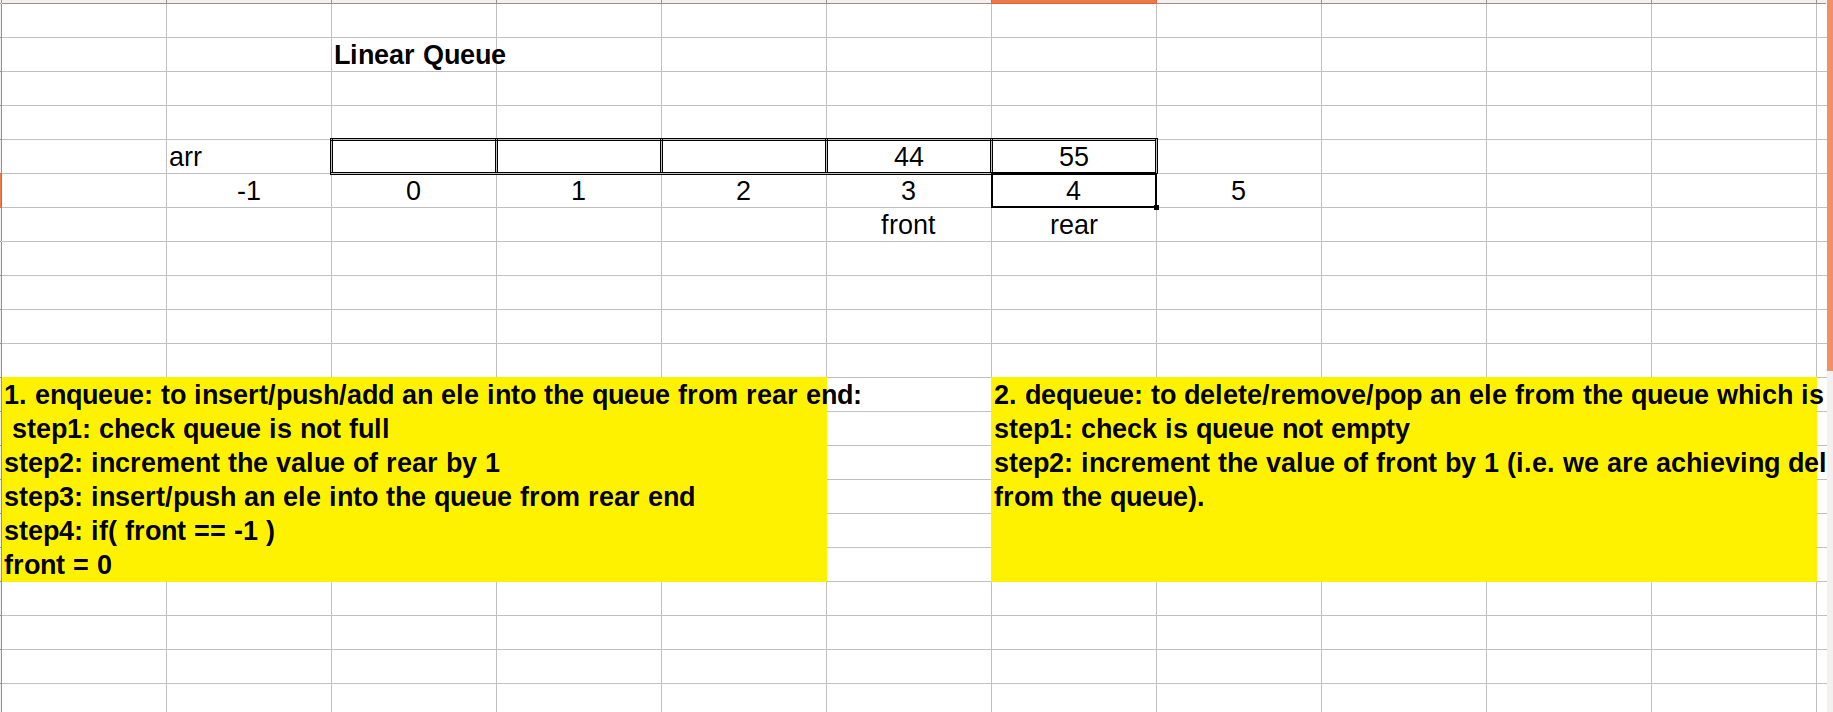 Linear Queue
arr 44 55
-1 0 1 2 3 4 5
front rear
1. enqueue: to insert/push/add an ele into the queue from rear end:
step1: check queue is not full
step2: increment the value of rear by 1
step3: insert/push an ele into the queue from rear end
step4: if( front == -1 )
front = 0
2. dequeue: to delete/remove/pop an ele from the queue which is
step1: check is queue not empty
step2: increment the value of front by 1 (i.e. we are achieving del
from the queue).